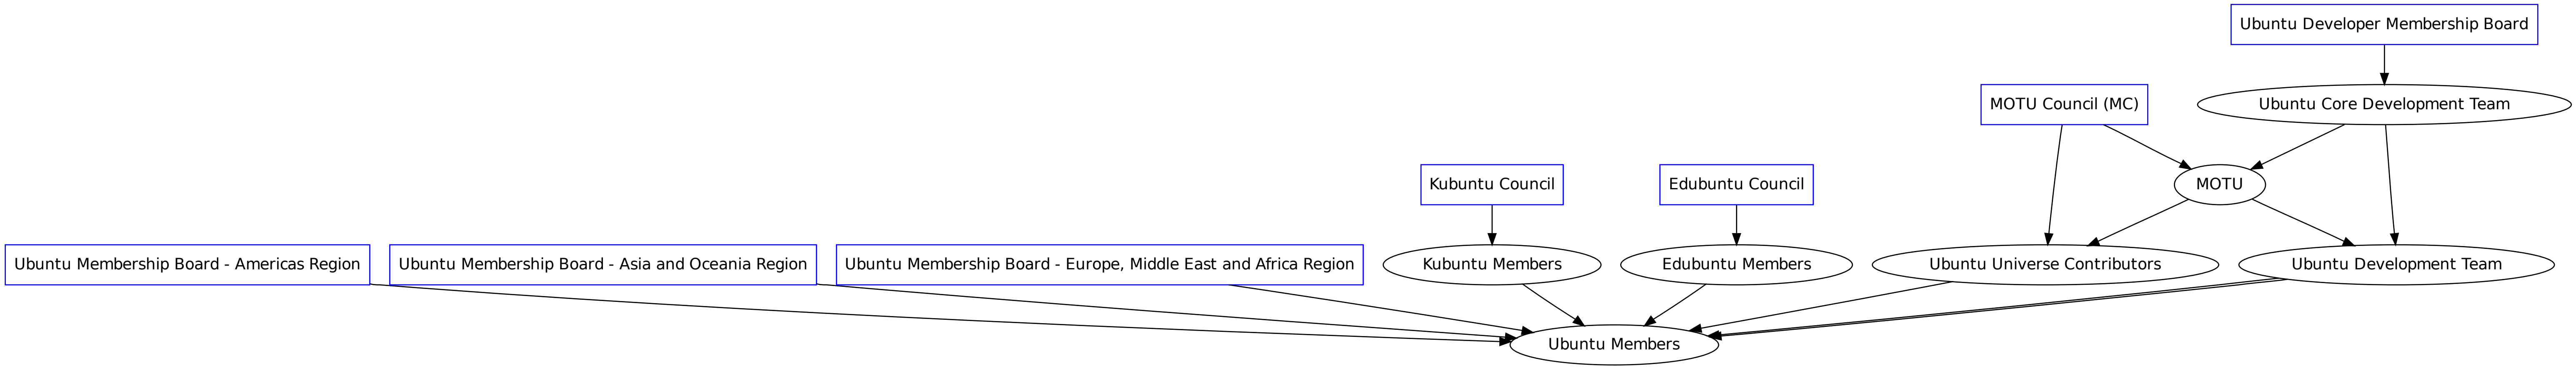 Ubuntu Developer Membership Board
MOTU Council (MC)
Ubuntu Core Development Team
Kubuntu Council
Edubuntu Council
MOTU
Ubuntu Membership Board - Americas Region
Ubuntu Membership Board - Asia and Oceania Region
Ubuntu Membership Board - Europe, Middle East and Africa Region
Kubuntu Members
Edubuntu Members
Ubuntu Universe Contributors
Ubuntu Development Team
Ubuntu Members